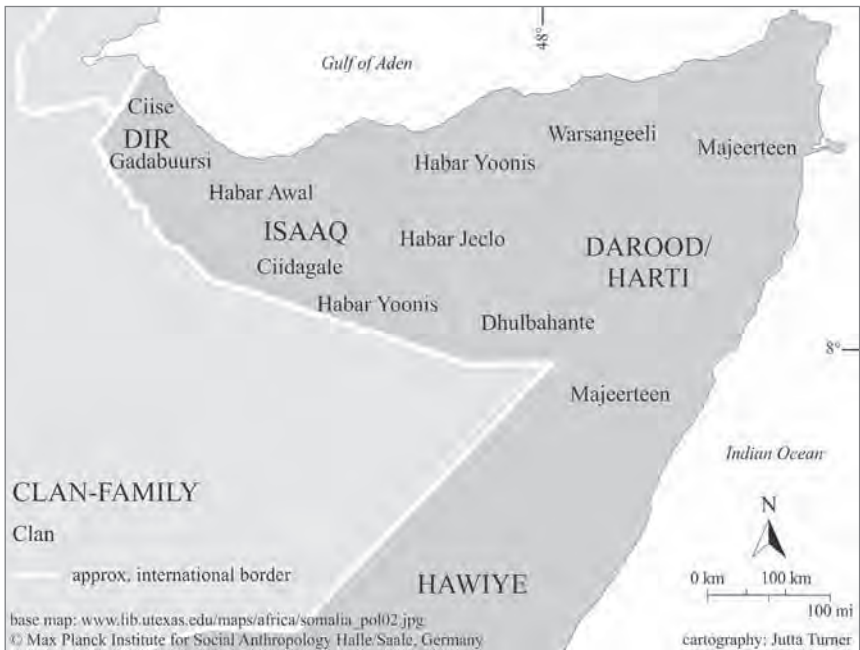 48°
Gulf of Aden
Ciise
DIR
Gadabuursi
Warsangeeli
Habar Yoonis
Majeerteen
Habar Awal
ISAAQ
Habar Jeclo
DAROOD/
HARTI
Ciidagale
Habar Yoonis
Dhulbahante
8°
Majeerteen
Indian Ocean
CLAN-FAMILY
Clan
approx, international border
HAWIYE
N
0 km 100 km
100 mi
base map: www.lib.utexas.edu/maps/africa/somalia_pol02.jpg
© Max Planck Institute for Social Anthropology Halle/Saale, Germany
cartography: Jutta Turner